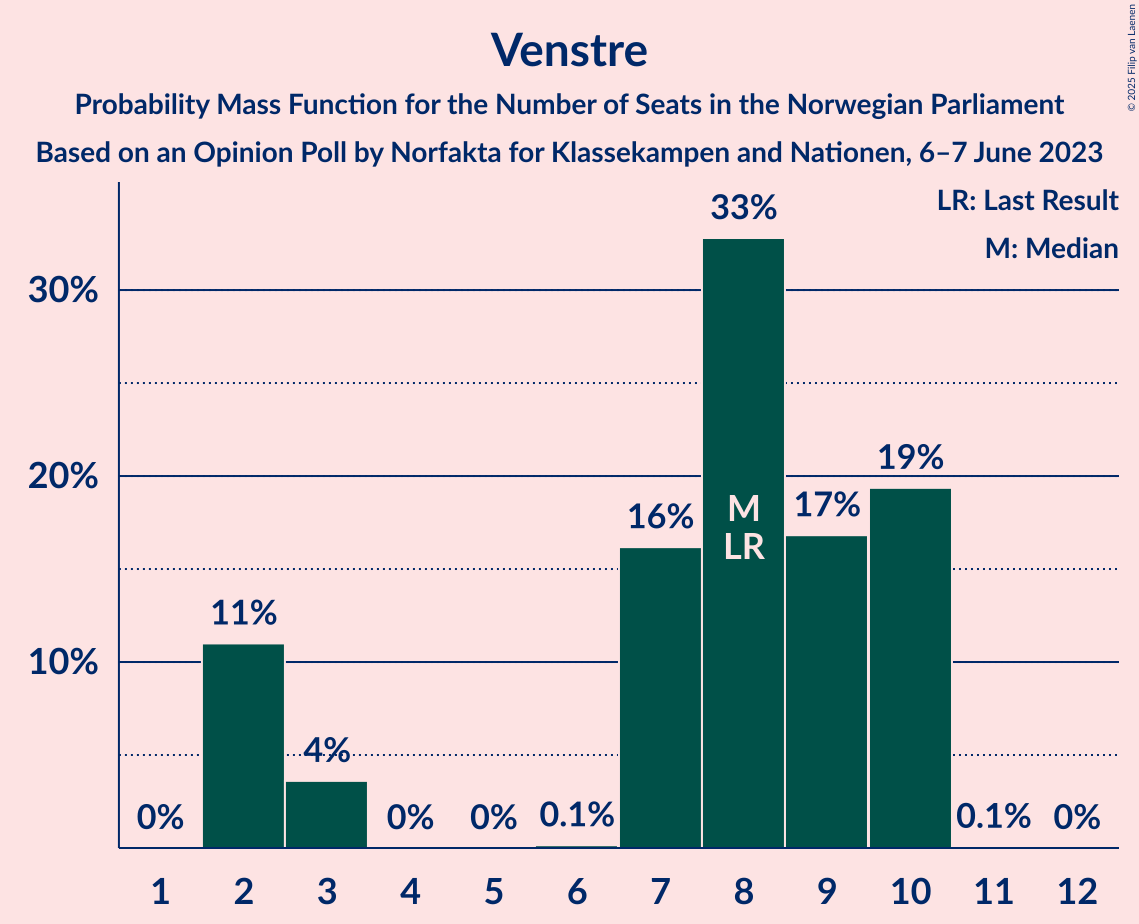 Venstre
Probability Mass Function for the Number of Seats in the Norwegian Parliament
Based on an Opinion Poll by Norfakta for Klassekampen and Nationen, 6–7 June 2023
© 2025 Filip van Laenen
LR: Last Result
M: Median
30%
20%
10%
0%
11%
4%
0%
0%
0.1%
16%
33%
M
LR
17%
19%
0.1%
0%
1 2 3 4 5 6 7 8 9 10 11 12